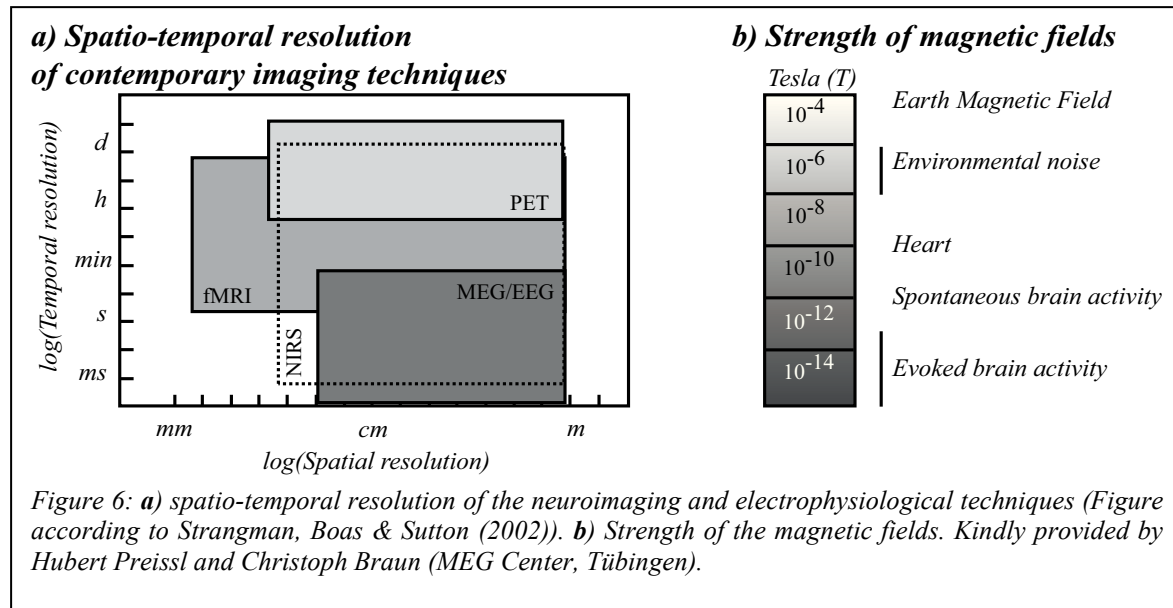 a) Spatio-temporal resolution
of contemporary imaging techniques
log(Temporal resolution)
d
h
min
s
ms
PET
fMRI
MEG/EEG
NIRS
mm
cm
m
log(Spatial resolution)
b) Strength of magnetic fields
Tesla (T)
10⁻⁴
Earth Magnetic Field
10⁻⁶
Environmental noise
10⁻⁸
Heart
10⁻¹⁰
Spontaneous brain activity
10⁻¹²
10⁻¹⁴
Evoked brain activity
Figure 6: a) spatio-temporal resolution of the neuroimaging and electrophysiological techniques (Figure
according to Strangman, Boas & Sutton (2002)). b) Strength of the magnetic fields. Kindly provided by
Hubert Preissl and Christoph Braun (MEG Center, Tübingen).